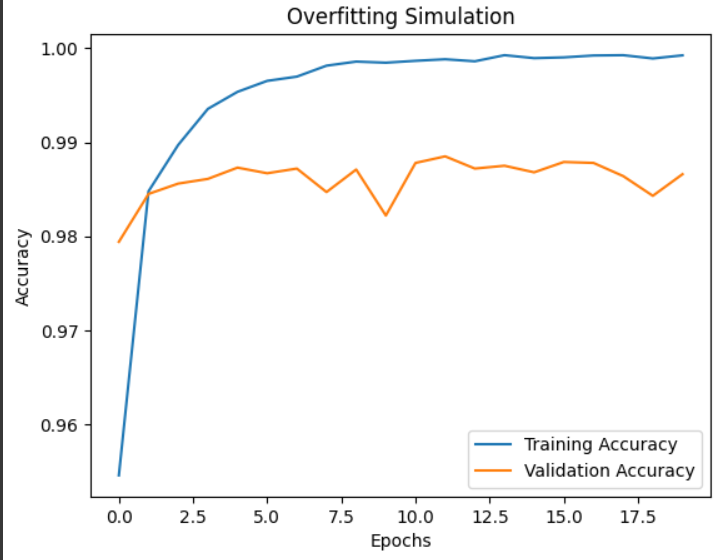 Overfitting Simulation
1.00
0.99
0.98
0.97
0.96
Accuracy
Training Accuracy
Validation Accuracy
0.0 2.5 5.0 7.5 10.0 12.5 15.0 17.5
Epochs